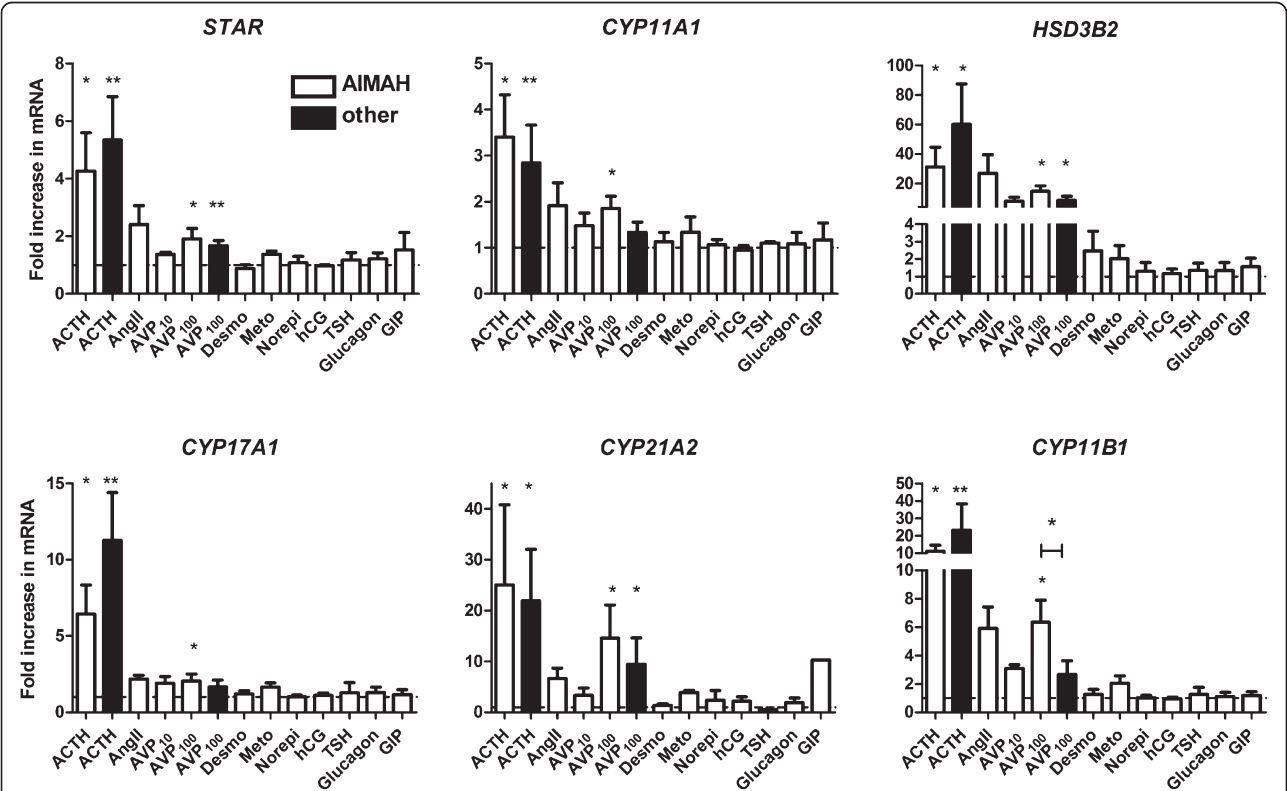 STAR
CYP11A1
HSD3B2
Fold increase in mRNA
8
6
4
2
0
* ** * **
AIMAH
other
ACTH ACTH AngII AVP10 AVP100 AVP100 Desmo Meto Norepi hCG TSH Glucagon GIP
5
4
3
2
1
0
* ** *
ACTH ACTH AngII AVP10 AVP100 AVP100 Desmo Meto Norepi hCG TSH Glucagon GIP
100
80
60
40
20
4
3
2
1
0
* * * *
ACTH ACTH AngII AVP10 AVP100 AVP100 Desmo Meto Norepi hCG TSH Glucagon GIP
CYP17A1
CYP21A2
CYP11B1
Fold increase in mRNA
15
10
5
0
* ** *
ACTH ACTH AngII AVP10 AVP100 AVP100 Desmo Meto Norepi hCG TSH Glucagon GIP
40
30
20
10
0
* * * *
ACTH ACTH AngII AVP10 AVP100 AVP100 Desmo Meto Norepi hCG TSH Glucagon GIP
50
40
30
20
10
10
8
6
4
2
0
* ** *
*
ACTH ACTH AngII AVP10 AVP100 AVP100 Desmo Meto Norepi hCG TSH Glucagon GIP